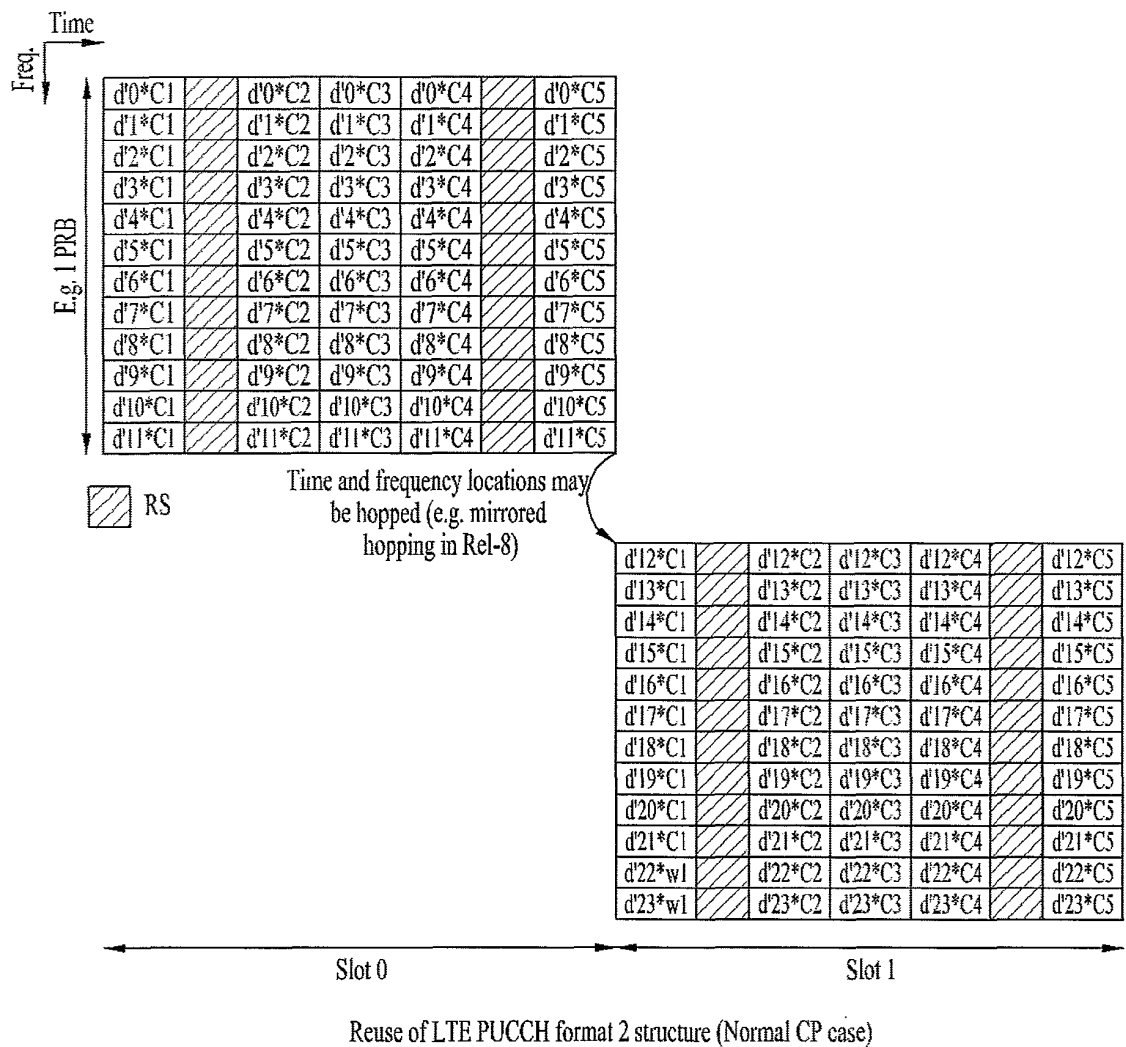 Time
Freq.
E.g. 1 PRB
d'0*C1 d'0*C2 d'0*C3 d'0*C4 d'0*C5
d'1*C1 d'1*C2 d'1*C3 d'1*C4 d'1*C5
d'2*C1 d'2*C2 d'2*C3 d'2*C4 d'2*C5
d'3*C1 d'3*C2 d'3*C3 d'3*C4 d'3*C5
d'4*C1 d'4*C2 d'4*C3 d'4*C4 d'4*C5
d'5*C1 d'5*C2 d'5*C3 d'5*C4 d'5*C5
d'6*C1 d'6*C2 d'6*C3 d'6*C4 d'6*C5
d'7*C1 d'7*C2 d'7*C3 d'7*C4 d'7*C5
d'8*C1 d'8*C2 d'8*C3 d'8*C4 d'8*C5
d'9*C1 d'9*C2 d'9*C3 d'9*C4 d'9*C5
d'10*C1 d'10*C2 d'10*C3 d'10*C4 d'10*C5
d'11*C1 d'11*C2 d'11*C3 d'11*C4 d'11*C5
RS
Time and frequency locations may
be hopped (e.g. mirrored
hopping in Rel-8)
d'12*C1 d'12*C2 d'12*C3 d'12*C4 d'12*C5
d'13*C1 d'13*C2 d'13*C3 d'13*C4 d'13*C5
d'14*C1 d'14*C2 d'14*C3 d'14*C4 d'14*C5
d'15*C1 d'15*C2 d'15*C3 d'15*C4 d'15*C5
d'16*C1 d'16*C2 d'16*C3 d'16*C4 d'16*C5
d'17*C1 d'17*C2 d'17*C3 d'17*C4 d'17*C5
d'18*C1 d'18*C2 d'18*C3 d'18*C4 d'18*C5
d'19*C1 d'19*C2 d'19*C3 d'19*C4 d'19*C5
d'20*C1 d'20*C2 d'20*C3 d'20*C4 d'20*C5
d'21*C1 d'21*C2 d'21*C3 d'21*C4 d'21*C5
d'22*w1 d'22*C2 d'22*C3 d'22*C4 d'22*C5
d'23*w1 d'23*C2 d'23*C3 d'23*C4 d'23*C5
Slot 0 Slot 1
Reuse of LTE PUCCH format 2 structure (Normal CP case)